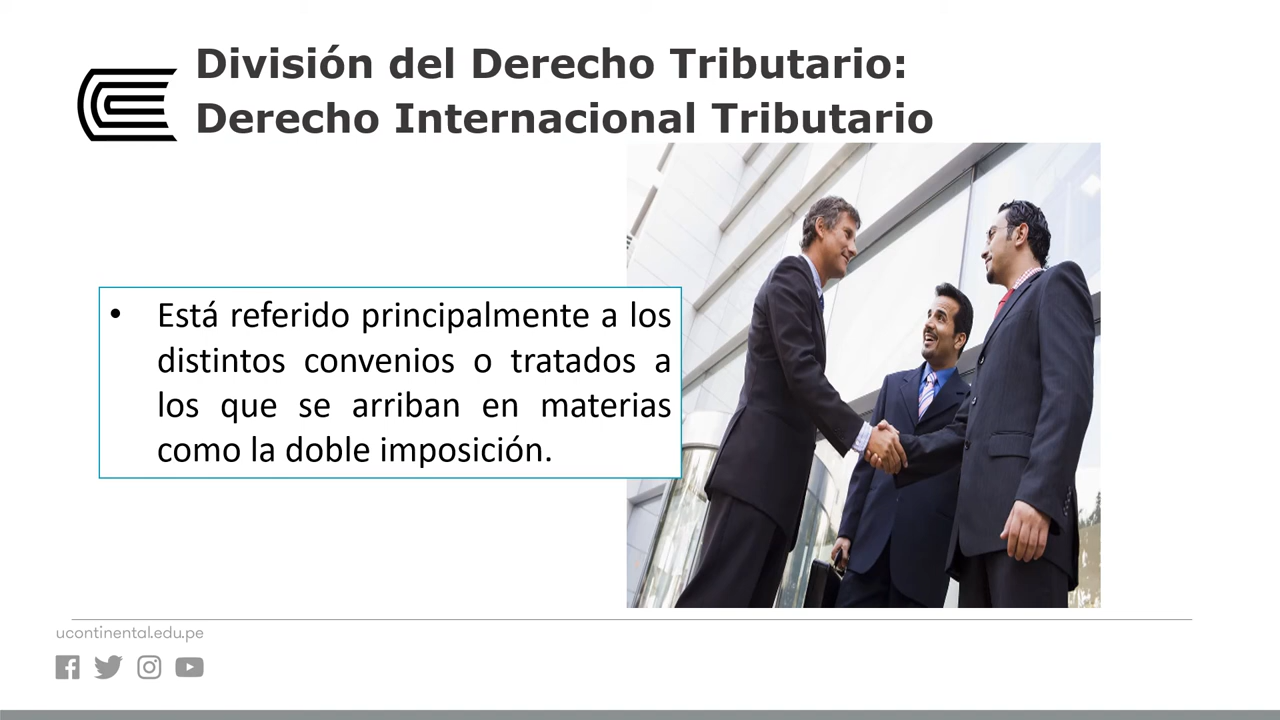 División del Derecho Tributario:
Derecho Internacional Tributario
• Está referido principalmente a los
distintos convenios o tratados a
los que se arriban en materias
como la doble imposición.
ucontinental.edu.pe